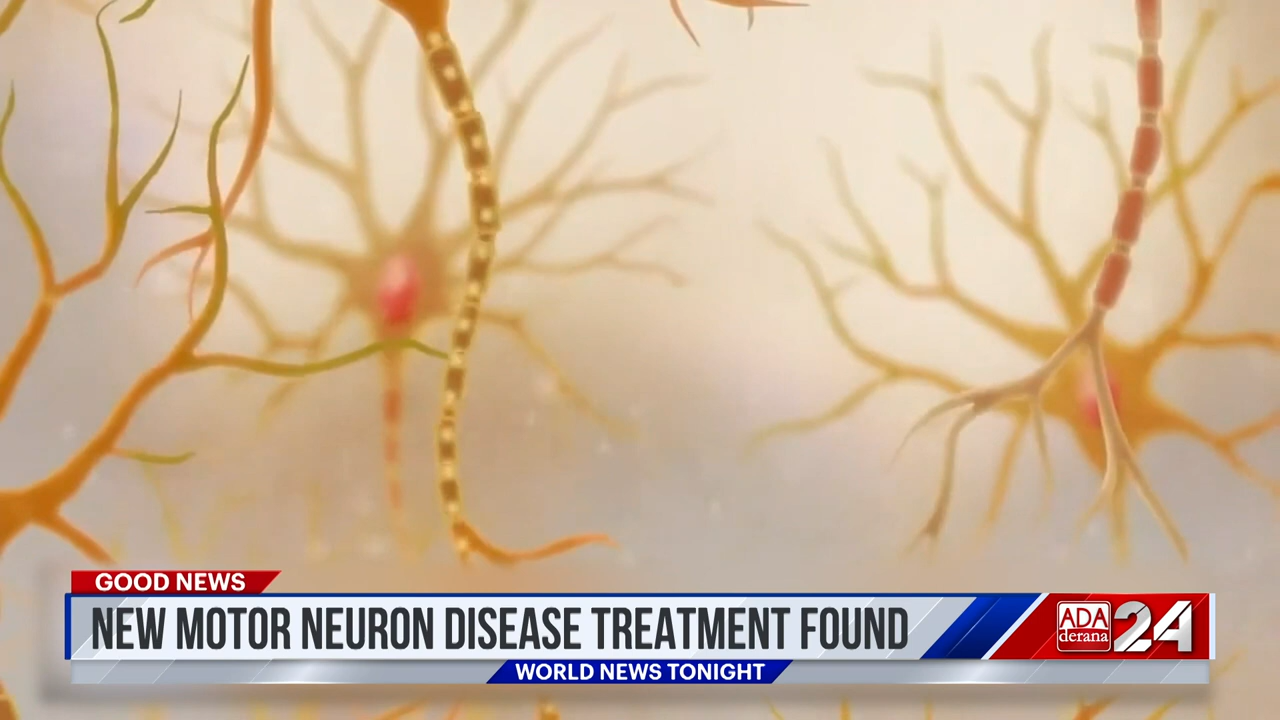 GOOD NEWS
NEW MOTOR NEURON DISEASE TREATMENT FOUND
ADA
derana
24
WORLD NEWS TONIGHT